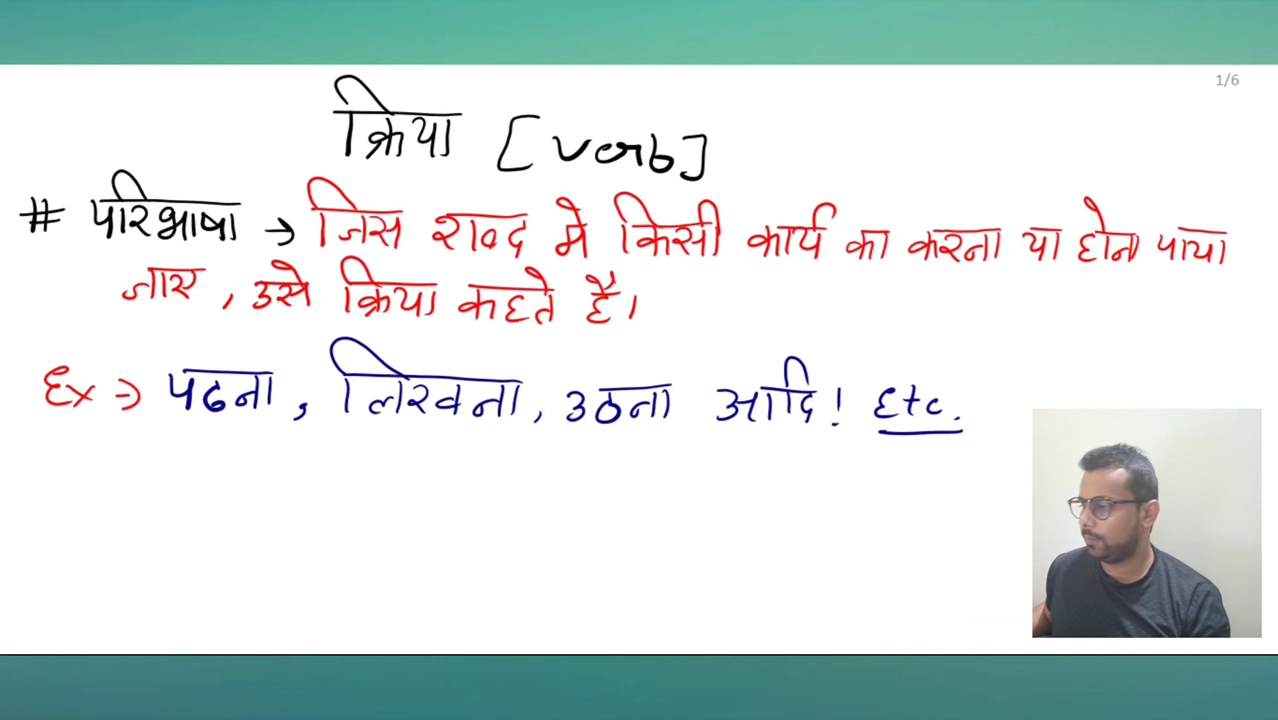 1/6
क्रिया [verb]
# परिभाषा → जिस शब्द मे किसी कार्य का करना या होना पाया
जाए, उसे क्रिया कहते है।
Ex ⇒ पढना, लिखना, उठना आदि! Etc.